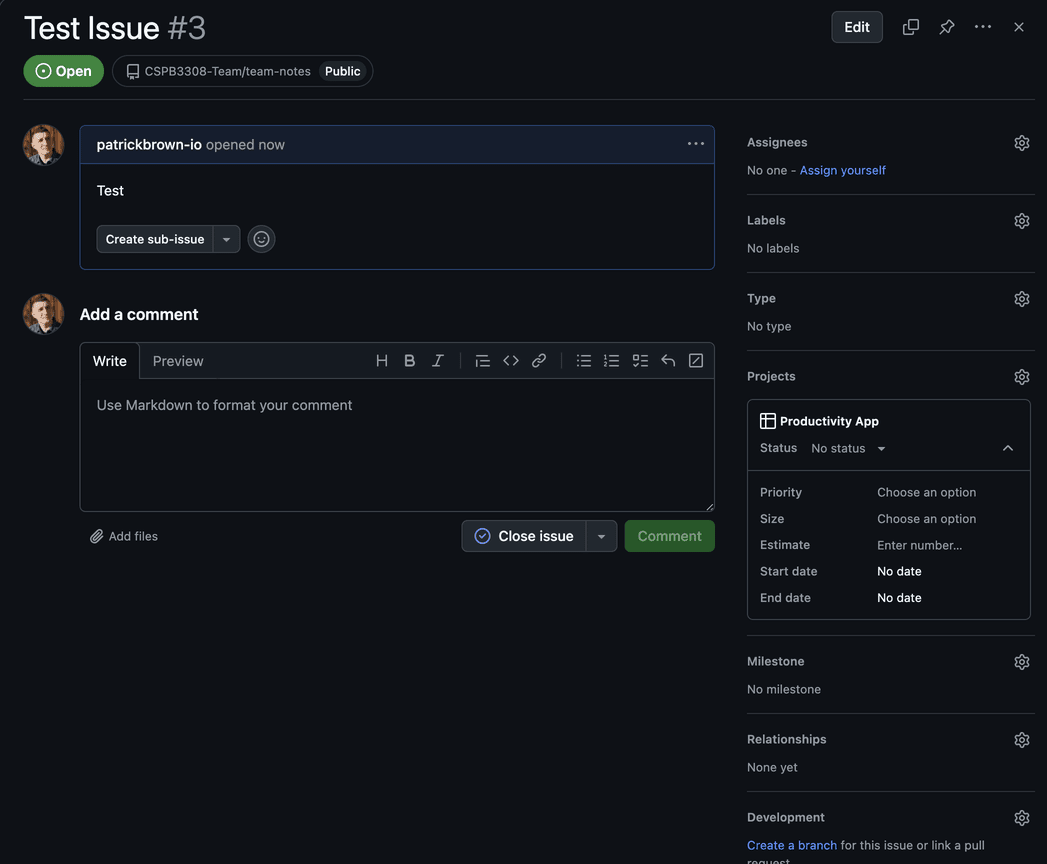 Test Issue #3
Edit
Open
CSPB3308-Team/team-notes Public
patrickbrown-io opened now
Test
Create sub-issue
Add a comment
Write Preview
Use Markdown to format your comment
Add files
Close issue Comment
Assignees
No one - Assign yourself
Labels
No labels
Type
No type
Projects
Productivity App
Status No status
Priority Choose an option
Size Choose an option
Estimate Enter number...
Start date No date
End date No date
Milestone
No milestone
Relationships
None yet
Development
Create a branch for this issue or link a pull
request